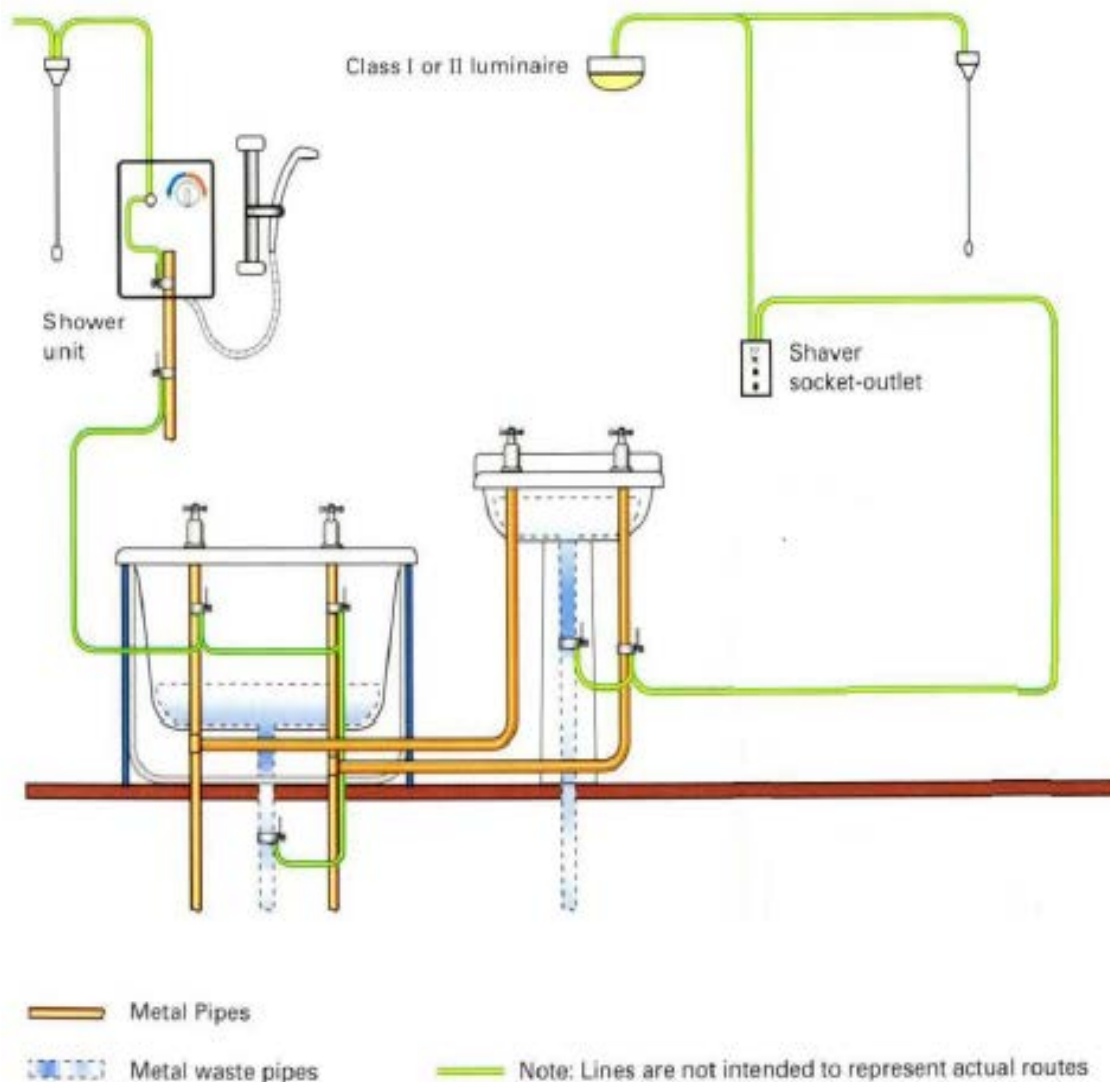 Class I or II luminaire
Shower
unit
Shaver
socket-outlet
Metal Pipes
Metal waste pipes
Note: Lines are not intended to represent actual routes